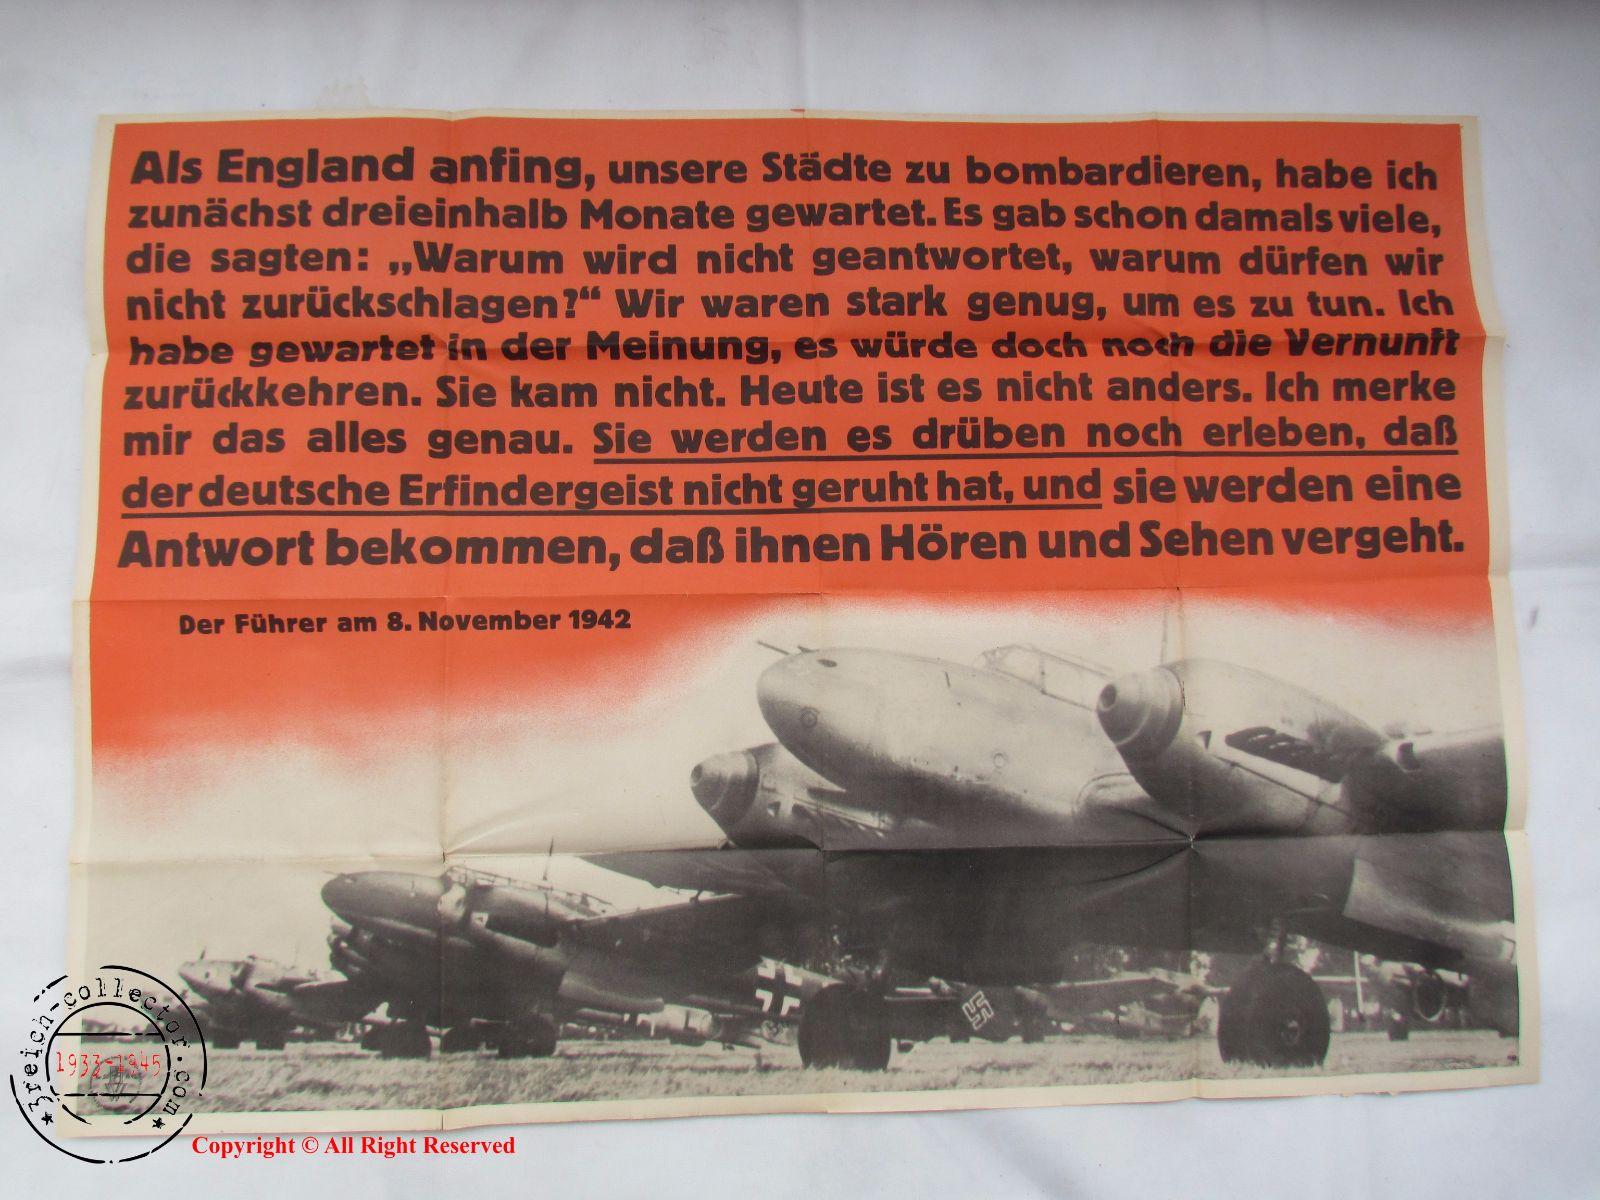 Als England anfing, unsere Städte zu bombardieren, habe ich
zunächst dreieinhalb Monate gewartet. Es gab schon damals viele,
die sagten: „Warum wird nicht geantwortet, warum dürfen wir
nicht zurückschlagen?“ Wir waren stark genug, um es zu tun. Ich
habe gewartet in der Meinung, es würde doch noch die Vernunft
zurückkehren. Sie kam nicht. Heute ist es nicht anders. Ich merke
mir das alles genau. Sie werden es drüben noch erleben, daß
der deutsche Erfindergeist nicht geruht hat, und sie werden eine
Antwort bekommen, daß ihnen Hören und Sehen vergeht.
Der Führer am 8. November 1942
3reich-collector.com
1933-1945
Copyright © All Right Reserved